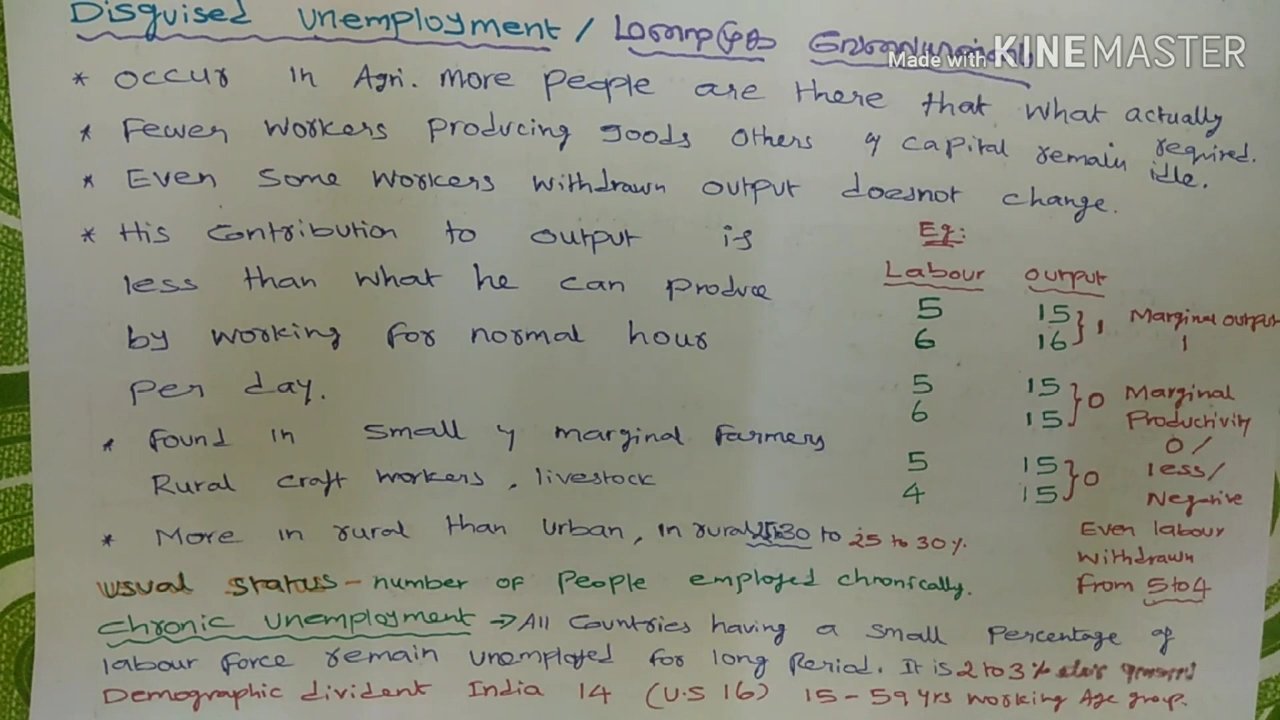 Disguised unemployment / மறைமுக
Made with KINEMASTER
* Occur in Agri. more people are there that what actually required.
* Fewer workers producing goods others & capital remain idle.
* Even some workers withdrawn output doesnot change.
* His contribution to output is
less than what he can produce
by working for normal hour
per day.
* Found in small & marginal farmers
Rural craft workers, livestock
* More in rural than urban, in rural to 25 to 30%.
Eg:
Labour output
5 15 } 1 Marginal output
6 16 1
5 15 } 0 Marginal
6 15 Productivity
0/
5 15 } 0 less/
4 15 Negative
Even labour
withdrawn
From 5 to 4
usual status - number of people employed chronically.
chronic unemployment → All countries having a small percentage of
labour force remain unemployed for long period. It is 2 to 3%
Demographic divident India 14 (U.S 16) 15-59 yrs working Age group.